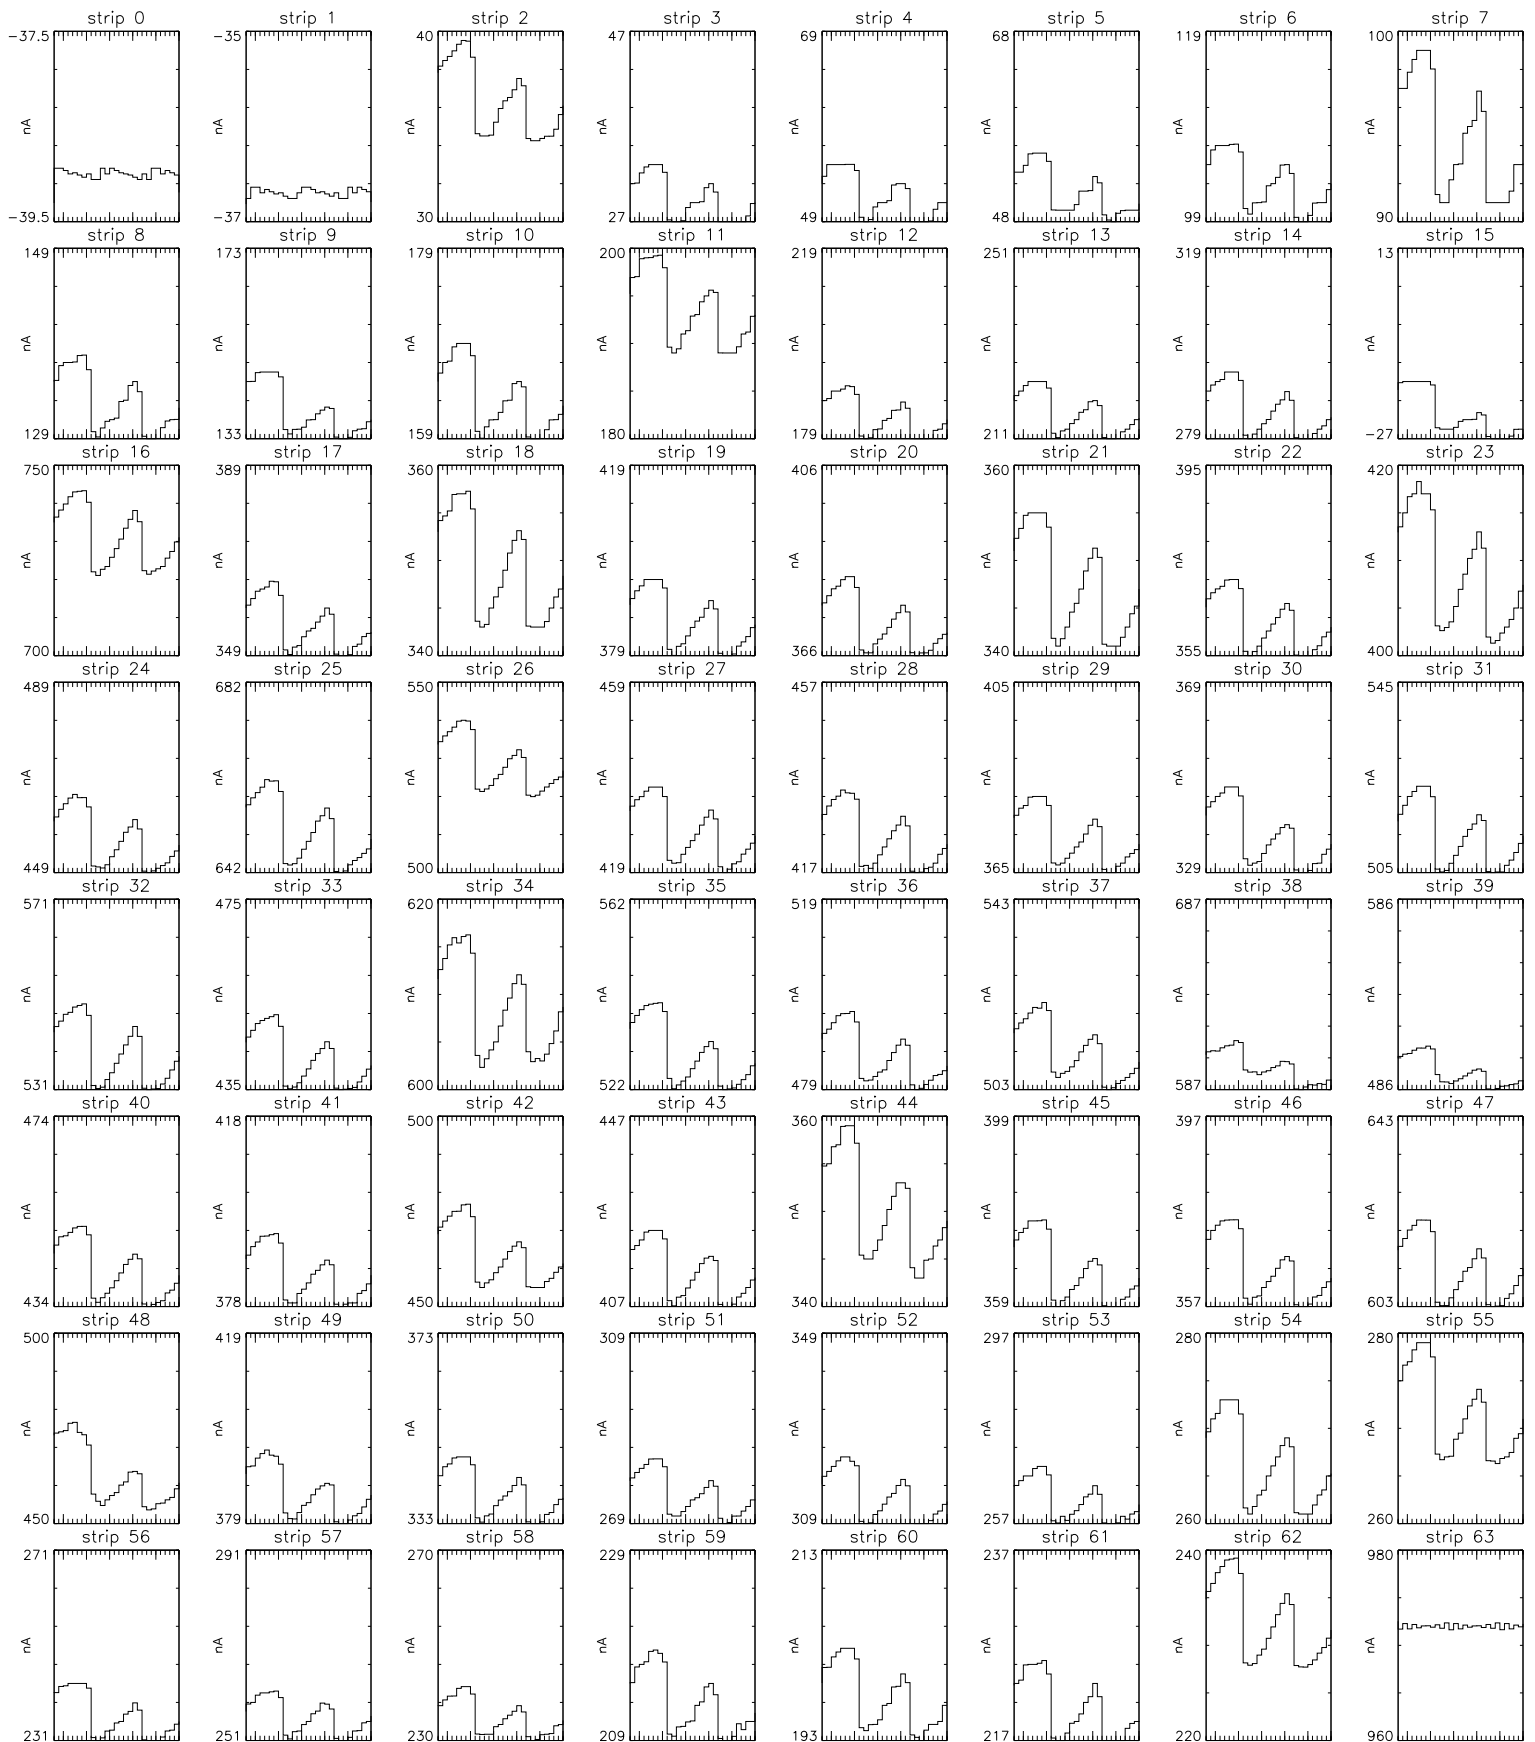 strip 0 strip 1 strip 2 strip 3 strip 4 strip 5 strip 6 strip 7
-37.5 -35 40 47 69 68 119 100
nA nA nA nA nA nA nA nA
-39.5 -37 30 27 49 48 99 90
strip 8 strip 9 strip 10 strip 11 strip 12 strip 13 strip 14 strip 15
149 173 179 200 219 251 319 13
nA nA nA nA nA nA nA nA
129 133 159 180 179 211 279 -27
strip 16 strip 17 strip 18 strip 19 strip 20 strip 21 strip 22 strip 23
750 389 360 419 406 360 395 420
nA nA nA nA nA nA nA nA
700 349 340 379 366 340 355 400
strip 24 strip 25 strip 26 strip 27 strip 28 strip 29 strip 30 strip 31
489 682 550 459 457 405 369 545
nA nA nA nA nA nA nA nA
449 642 500 419 417 365 329 505
strip 32 strip 33 strip 34 strip 35 strip 36 strip 37 strip 38 strip 39
571 475 620 562 519 543 687 586
nA nA nA nA nA nA nA nA
531 435 600 522 479 503 587 486
strip 40 strip 41 strip 42 strip 43 strip 44 strip 45 strip 46 strip 47
474 418 500 447 360 399 397 643
nA nA nA nA nA nA nA nA
434 378 450 407 340 359 357 603
strip 48 strip 49 strip 50 strip 51 strip 52 strip 53 strip 54 strip 55
500 419 373 309 349 297 280 280
nA nA nA nA nA nA nA nA
450 379 333 269 309 257 260 260
strip 56 strip 57 strip 58 strip 59 strip 60 strip 61 strip 62 strip 63
271 291 270 229 213 237 240 980
nA nA nA nA nA nA nA nA
231 251 230 209 193 217 220 960